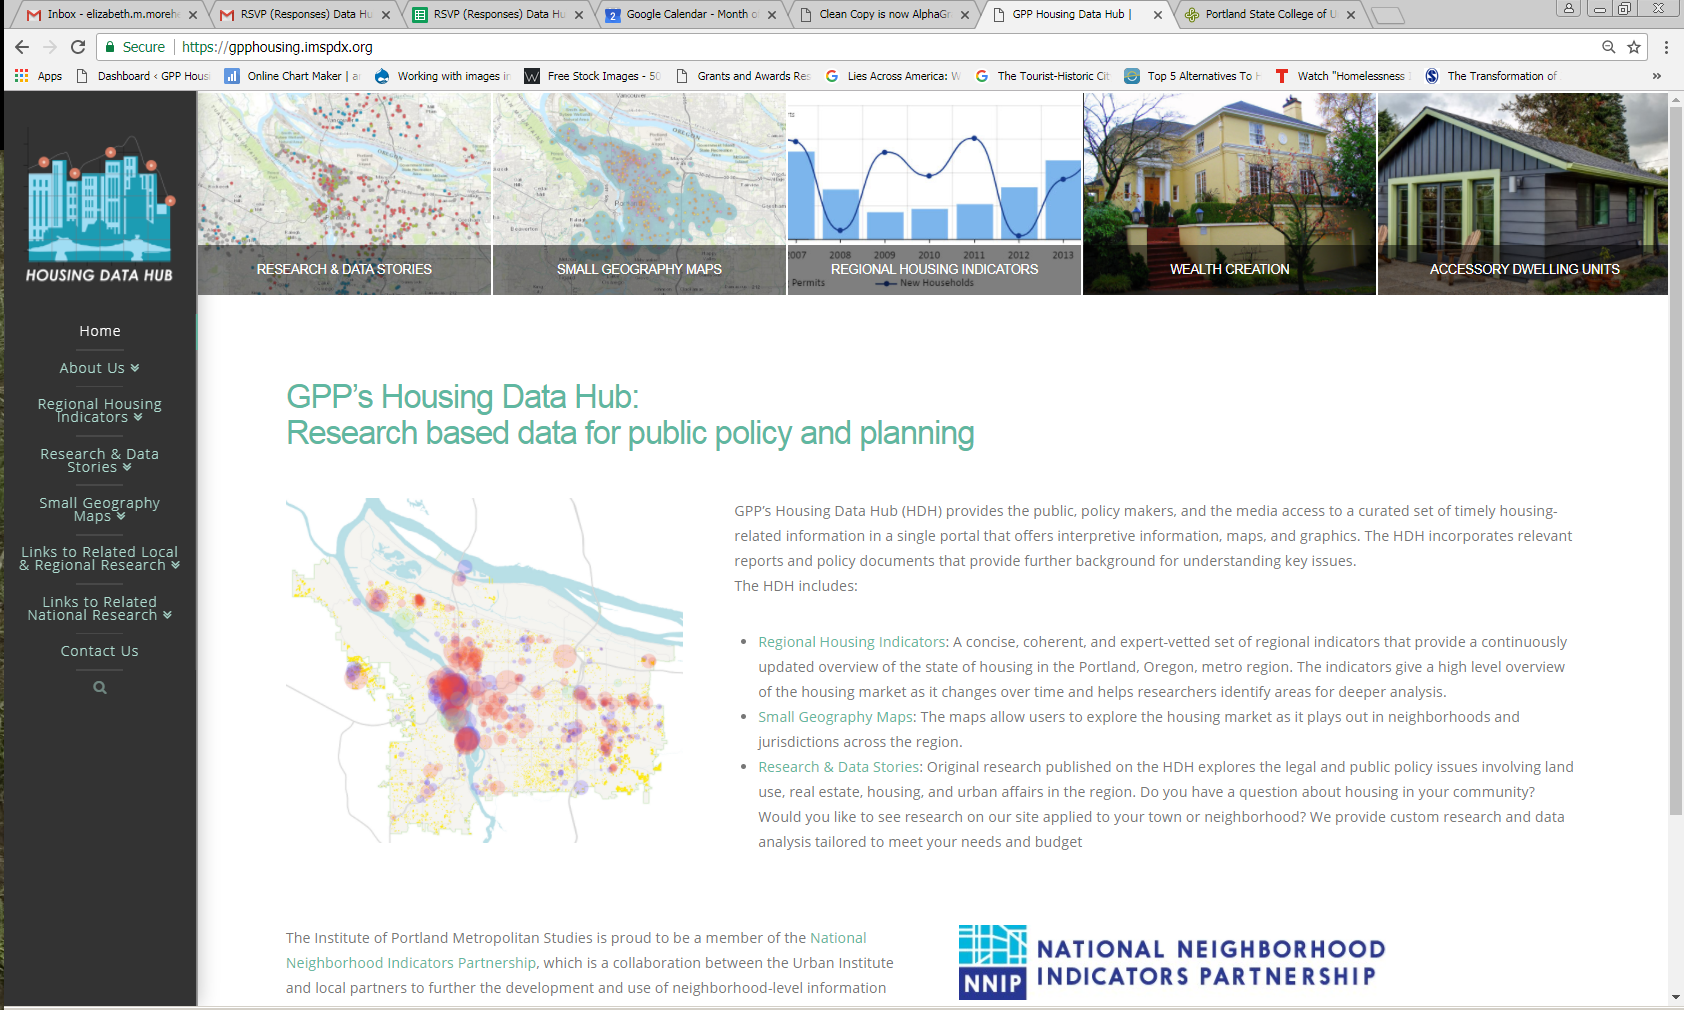 Inbox - elizabeth.m.moreh
RSVP (Responses) Data Hu
RSVP (Responses) Data Hu
Google Calendar - Month o
Clean Copy is now AlphaGr
GPP Housing Data Hub |
Portland State College of U
Secure
https://gpphousing.imspdx.org
Apps
Dashboard ‹ GPP Hous
Online Chart Maker | a
Working with images in
Free Stock Images - 50
Grants and Awards Res
Lies Across America: W
The Tourist-Historic Cit
Top 5 Alternatives To H
Watch "Homelessness
The Transformation of
HOUSING DATA HUB
Home
About Us
Regional Housing
Indicators
Research & Data
Stories
Small Geography
Maps
Links to Related Local
& Regional Research
Links to Related
National Research
Contact Us
RESEARCH & DATA STORIES
SMALL GEOGRAPHY MAPS
2007 2008 2009 2010 2011 2012 2013
REGIONAL HOUSING INDICATORS
Permits
New Households
WEALTH CREATION
ACCESSORY DWELLING UNITS
GPP's Housing Data Hub:
Research based data for public policy and planning
GPP's Housing Data Hub (HDH) provides the public, policy makers, and the media access to a curated set of timely housing-
related information in a single portal that offers interpretive information, maps, and graphics. The HDH incorporates relevant
reports and policy documents that provide further background for understanding key issues.
The HDH includes:
Regional Housing Indicators: A concise, coherent, and expert-vetted set of regional indicators that provide a continuously
updated overview of the state of housing in the Portland, Oregon, metro region. The indicators give a high level overview
of the housing market as it changes over time and helps researchers identify areas for deeper analysis.
Small Geography Maps: The maps allow users to explore the housing market as it plays out in neighborhoods and
jurisdictions across the region.
Research & Data Stories: Original research published on the HDH explores the legal and public policy issues involving land
use, real estate, housing, and urban affairs in the region. Do you have a question about housing in your community?
Would you like to see research on our site applied to your town or neighborhood? We provide custom research and data
analysis tailored to meet your needs and budget
The Institute of Portland Metropolitan Studies is proud to be a member of the National
Neighborhood Indicators Partnership, which is a collaboration between the Urban Institute
and local partners to further the development and use of neighborhood-level information
NNIP
NATIONAL NEIGHBORHOOD
INDICATORS PARTNERSHIP